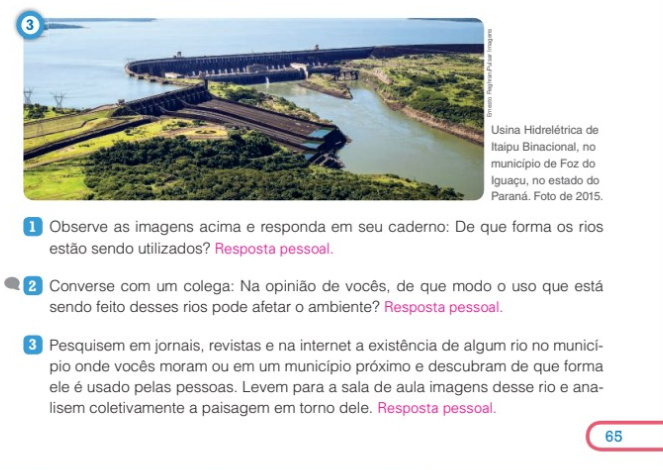 3
Ernesto Reghran/Pulsar Imagens
Usina Hidrelétrica de
Itaipu Binacional, no
município de Foz do
Iguaçu, no estado do
Paraná. Foto de 2015.
1 Observe as imagens acima e responda em seu caderno: De que forma os rios
estão sendo utilizados? Resposta pessoal.
2 Converse com um colega: Na opinião de vocês, de que modo o uso que está
sendo feito desses rios pode afetar o ambiente? Resposta pessoal.
3 Pesquisem em jornais, revistas e na internet a existência de algum rio no municí-
pio onde vocês moram ou em um município próximo e descubram de que forma
ele é usado pelas pessoas. Levem para a sala de aula imagens desse rio e ana-
lisem coletivamente a paisagem em torno dele. Resposta pessoal.
65